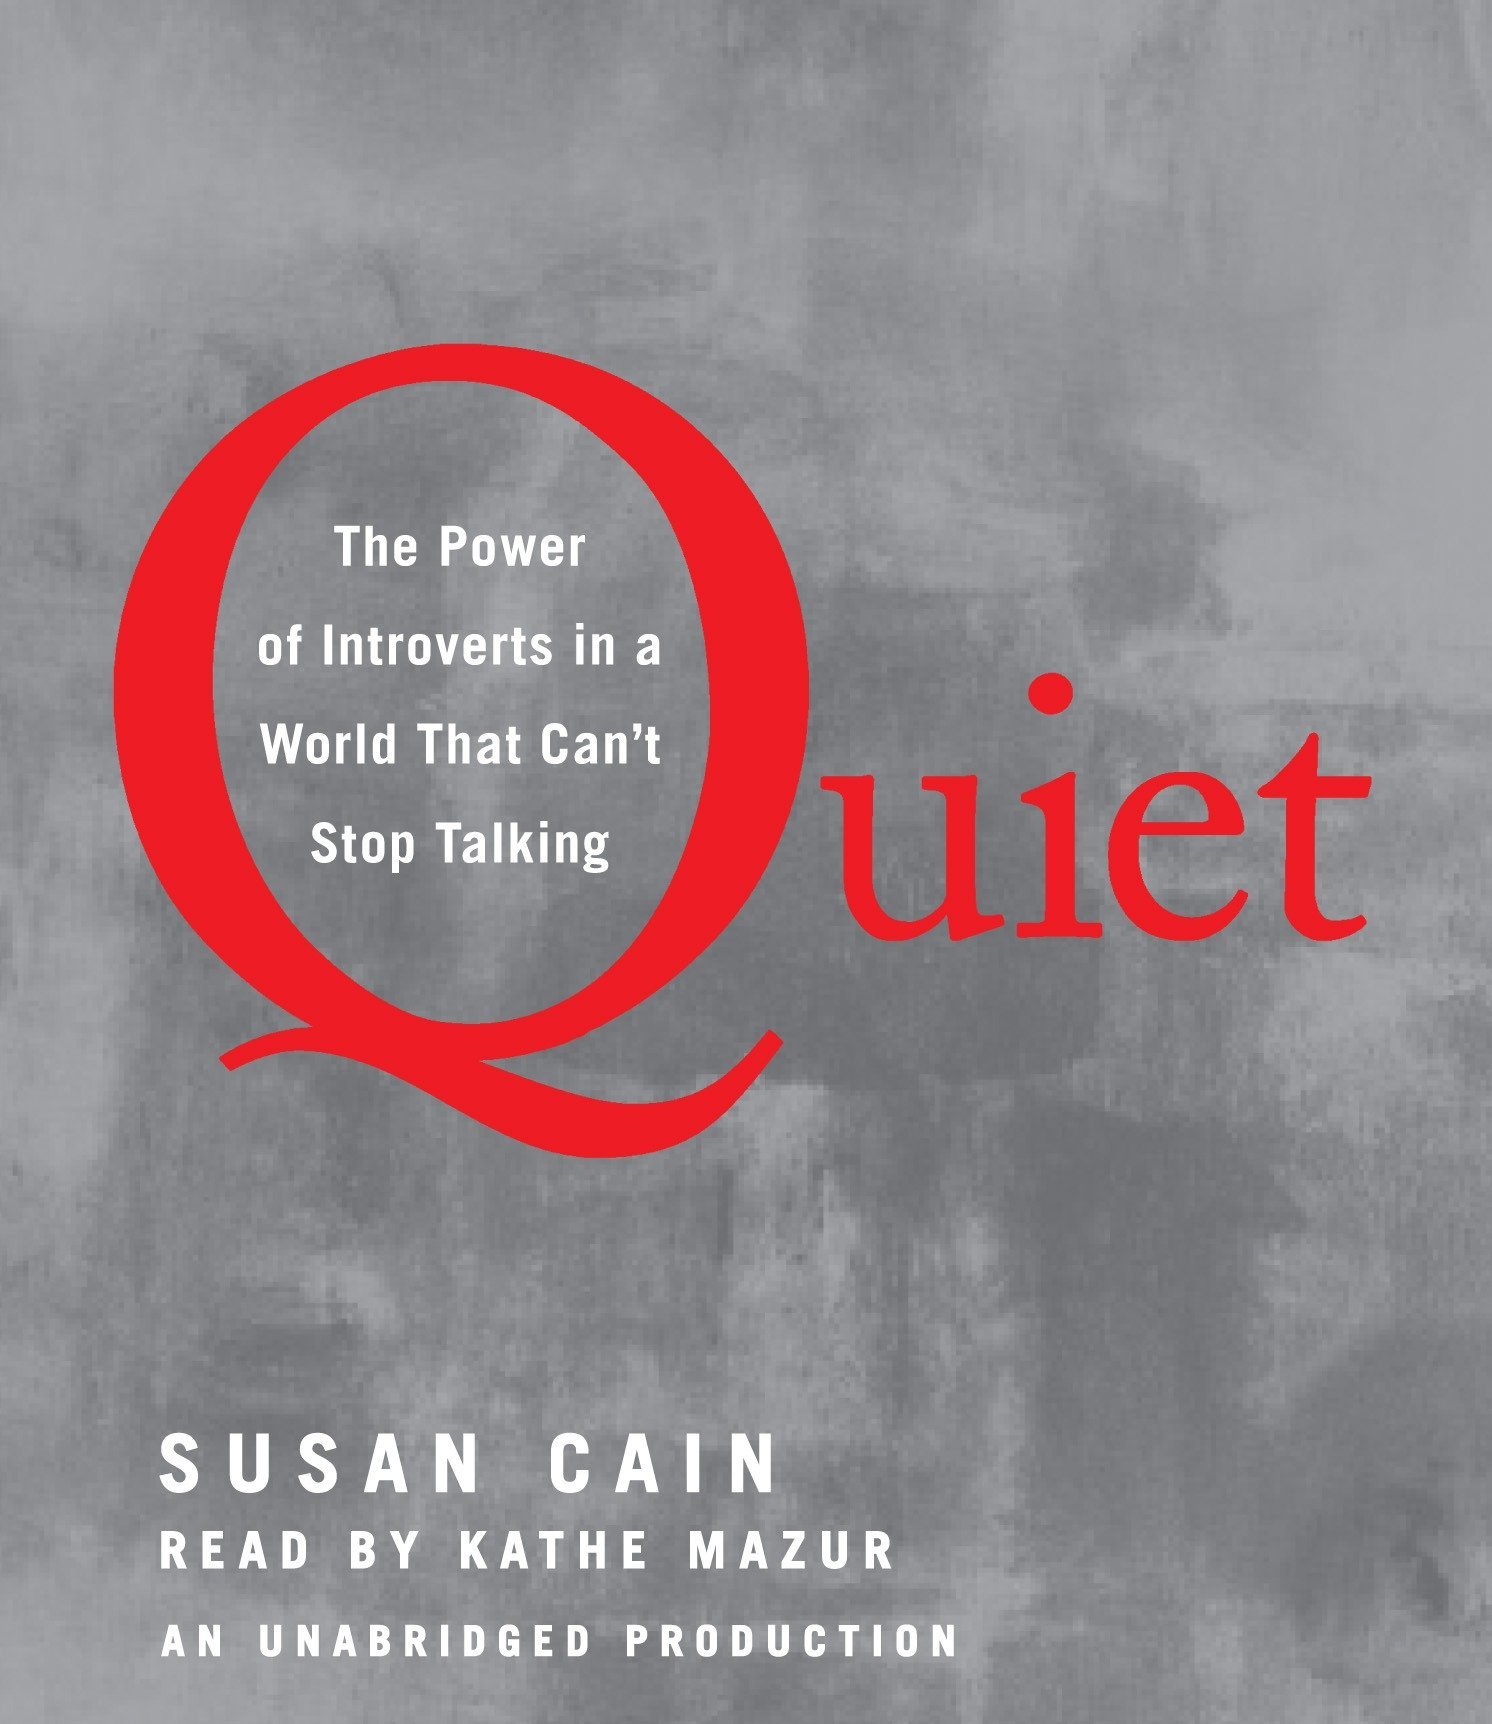 Quiet
The Power
of Introverts in a
World That Can't
Stop Talking
SUSAN CAIN
READ BY KATHE MAZUR
AN UNABRIDGED PRODUCTION